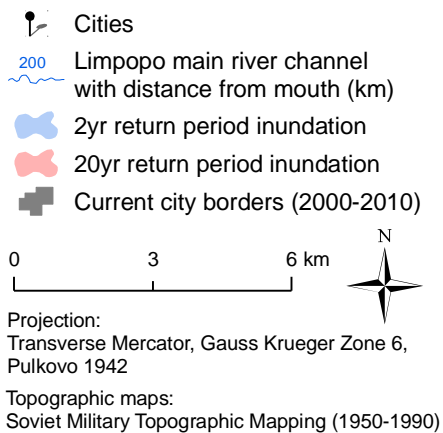 Cities
200
Limpopo main river channel
with distance from mouth (km)
2yr return period inundation
20yr return period inundation
Current city borders (2000-2010)
N
0 3 6 km
Projection:
Transverse Mercator, Gauss Krueger Zone 6,
Pulkovo 1942
Topographic maps:
Soviet Military Topographic Mapping (1950-1990)